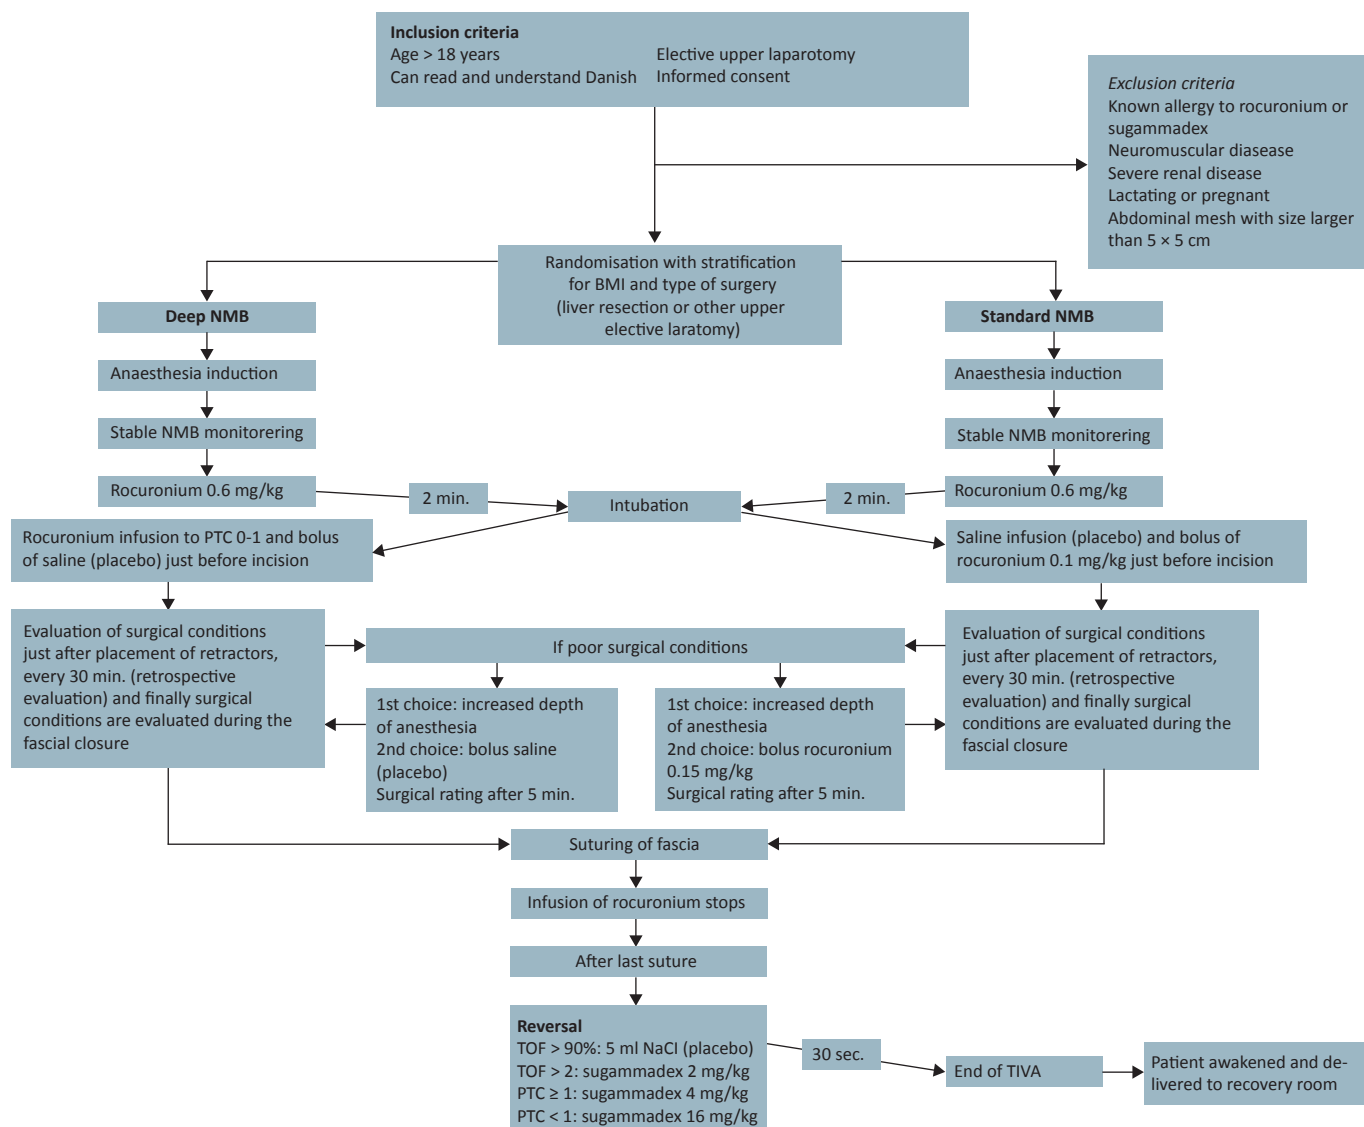 Inclusion criteria
Age > 18 years
Can read and understand Danish
Elective upper laparotomy
Informed consent
Exclusion criteria
Known allergy to rocuronium or
sugammadex
Neuromuscular diasease
Severe renal disease
Lactating or pregnant
Abdominal mesh with size larger
than 5 × 5 cm
Randomisation with stratification
for BMI and type of surgery
(liver resection or other upper
elective laratomy)
Deep NMB
Standard NMB
Anaesthesia induction
Anaesthesia induction
Stable NMB monitorering
Stable NMB monitorering
Rocuronium 0.6 mg/kg
2 min.
Intubation
2 min.
Rocuronium 0.6 mg/kg
Rocuronium infusion to PTC 0-1 and bolus
of saline (placebo) just before incision
Saline infusion (placebo) and bolus of
rocuronium 0.1 mg/kg just before incision
Evaluation of surgical conditions
just after placement of retractors,
every 30 min. (retrospective
evaluation) and finally surgical
conditions are evaluated during the
fascial closure
If poor surgical conditions
Evaluation of surgical conditions
just after placement of retractors,
every 30 min. (retrospective
evaluation) and finally surgical
conditions are evaluated during the
fascial closure
1st choice: increased depth
of anesthesia
2nd choice: bolus saline
(placebo)
Surgical rating after 5 min.
1st choice: increased depth
of anesthesia
2nd choice: bolus rocuronium
0.15 mg/kg
Surgical rating after 5 min.
Suturing of fascia
Infusion of rocuronium stops
After last suture
Reversal
TOF > 90%: 5 ml NaCl (placebo)
TOF > 2: sugammadex 2 mg/kg
PTC ≥ 1: sugammadex 4 mg/kg
PTC < 1: sugammadex 16 mg/kg
30 sec.
End of TIVA
Patient awakened and de-
livered to recovery room